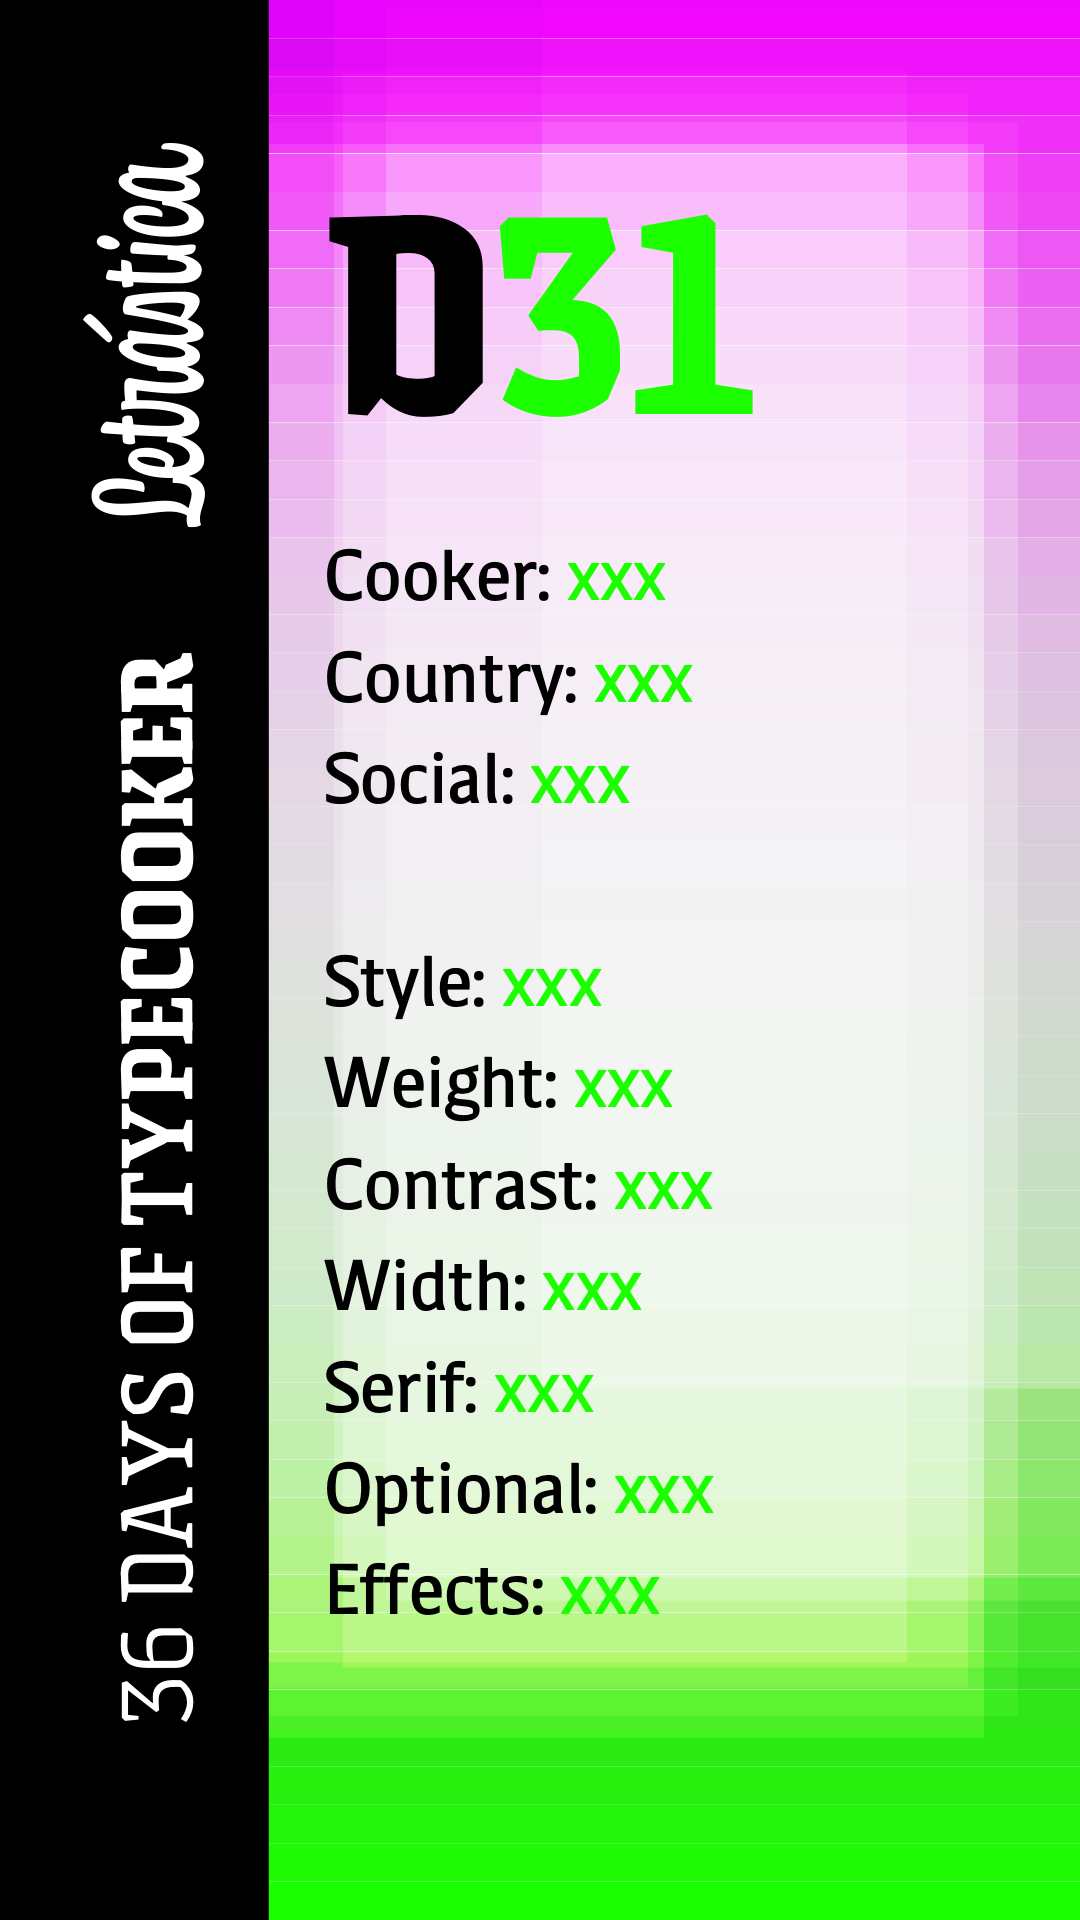 Letrástica
36 DAYS OF TYPECOOKER
D31
Cooker: xxx
Country: xxx
Social: xxx
Style: xxx
Weight: xxx
Contrast: xxx
Width: xxx
Serif: xxx
Optional: xxx
Effects: xxx